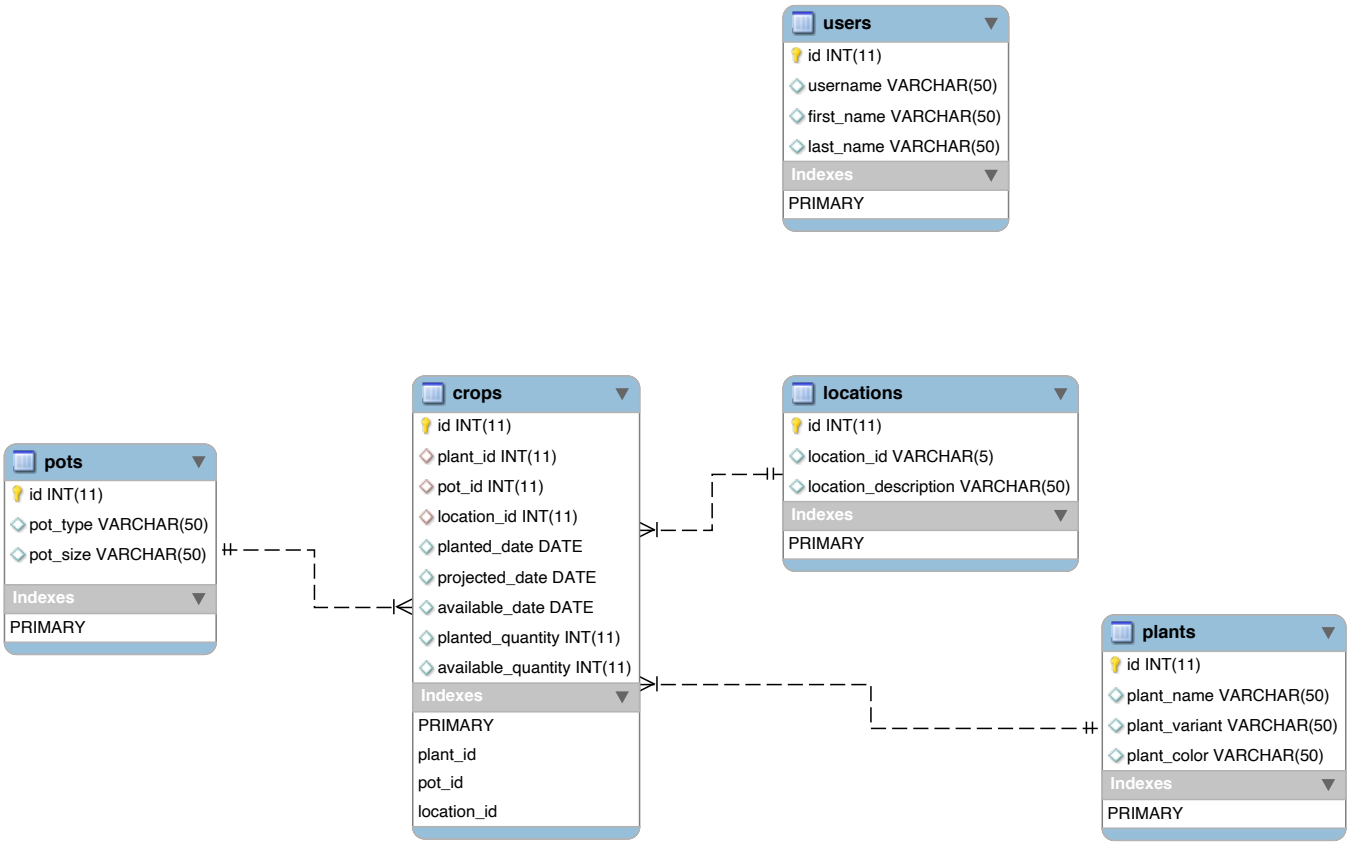 users
id INT(11)
username VARCHAR(50)
first_name VARCHAR(50)
last_name VARCHAR(50)
Indexes
PRIMARY
pots
id INT(11)
pot_type VARCHAR(50)
pot_size VARCHAR(50)
Indexes
PRIMARY
crops
id INT(11)
plant_id INT(11)
pot_id INT(11)
location_id INT(11)
planted_date DATE
projected_date DATE
available_date DATE
planted_quantity INT(11)
available_quantity INT(11)
Indexes
PRIMARY
plant_id
pot_id
location_id
locations
id INT(11)
location_id VARCHAR(5)
location_description VARCHAR(50)
Indexes
PRIMARY
plants
id INT(11)
plant_name VARCHAR(50)
plant_variant VARCHAR(50)
plant_color VARCHAR(50)
Indexes
PRIMARY